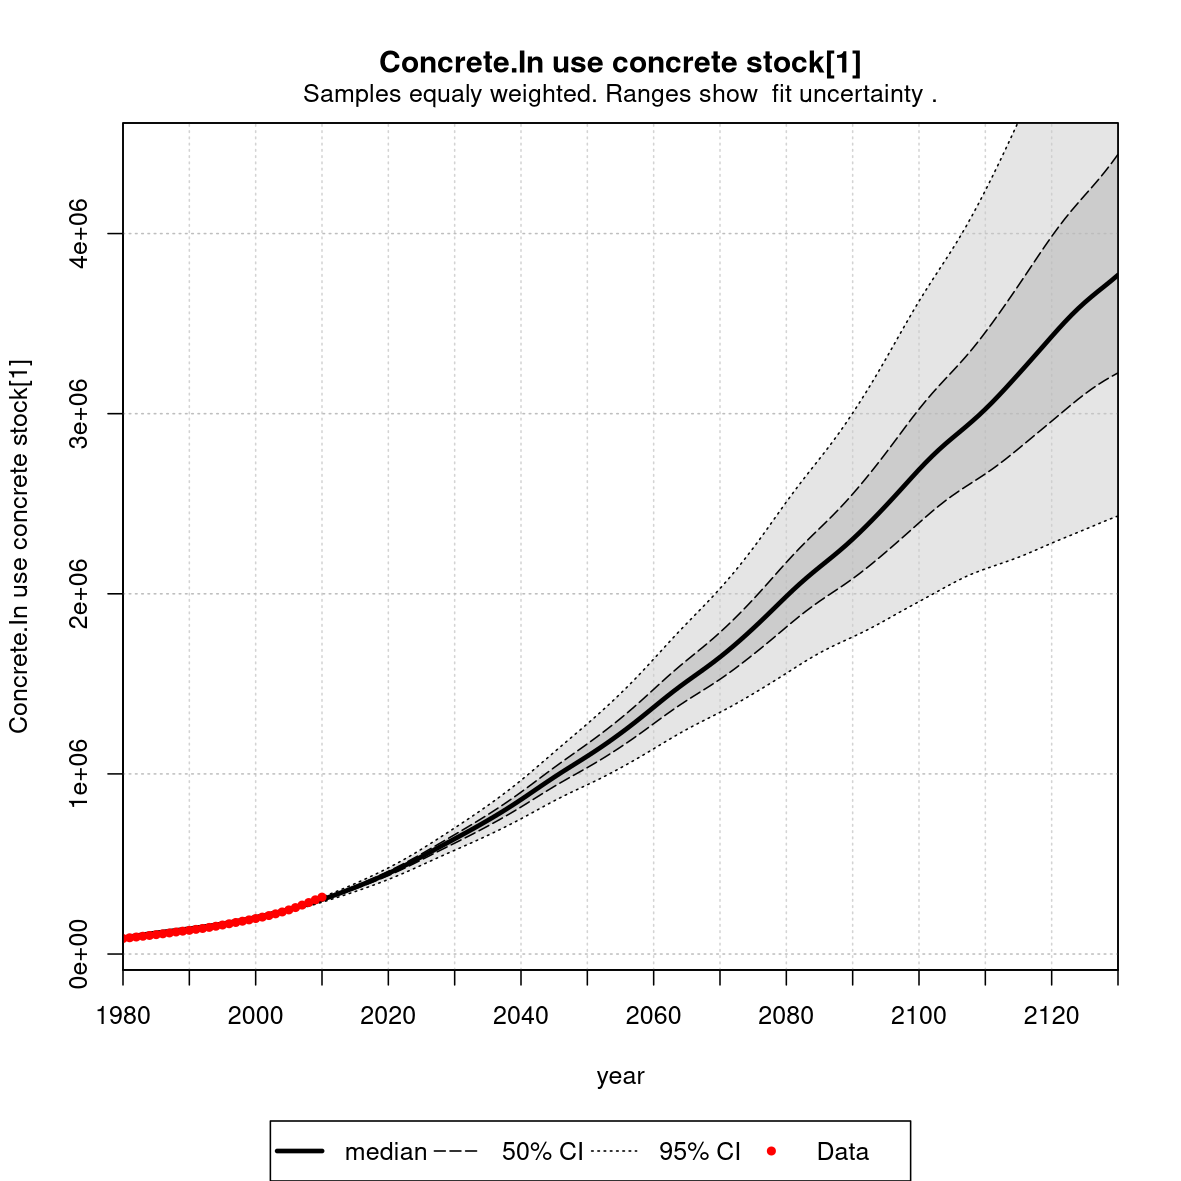 Concrete.In use concrete stock[1]
Samples equaly weighted. Ranges show  fit uncertainty .
Concrete.In use concrete stock[1]
4e+06
3e+06
2e+06
1e+06
0e+00
1980 2000 2020 2040 2060 2080 2100 2120
year
median 50% CI 95% CI Data